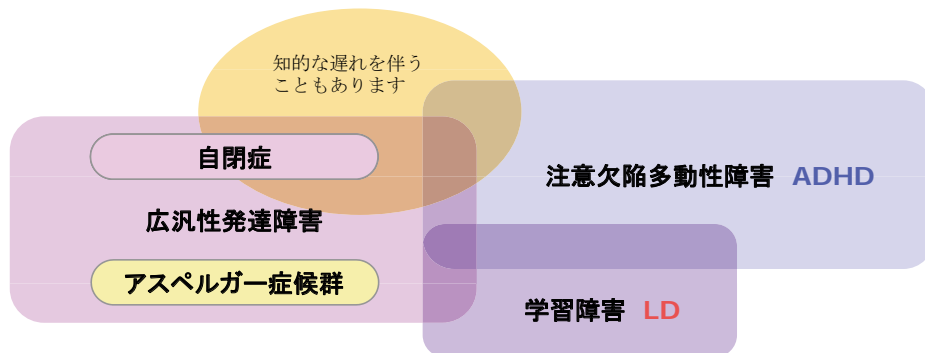 知的な遅れを伴う
こともあります
自閉症
注意欠陥多動性障害 ADHD
広汎性発達障害
アスペルガー症候群
学習障害 LD